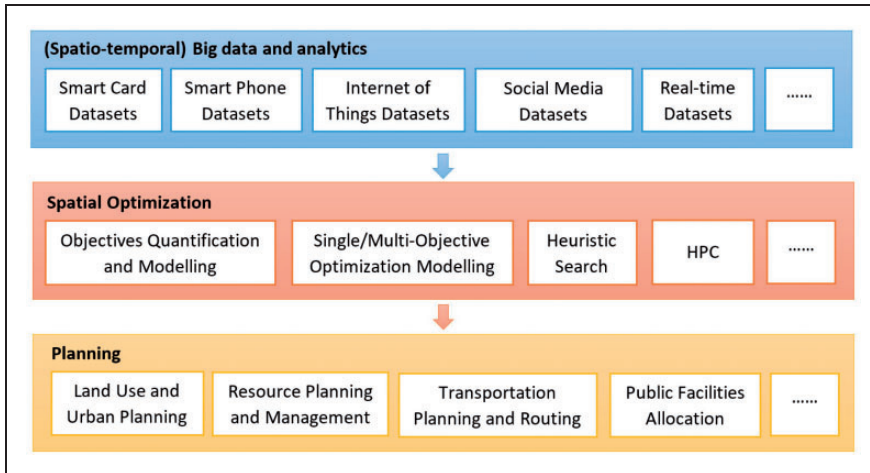 (Spatio-temporal) Big data and analytics
Smart Card
Datasets
Smart Phone
Datasets
Internet of
Things Datasets
Social Media
Datasets
Real-time
Datasets
......
Spatial Optimization
Objectives Quantification
and Modelling
Single/Multi-Objective
Optimization Modelling
Heuristic
Search
HPC
......
Planning
Land Use and
Urban Planning
Resource Planning
and Management
Transportation
Planning and Routing
Public Facilities
Allocation
......